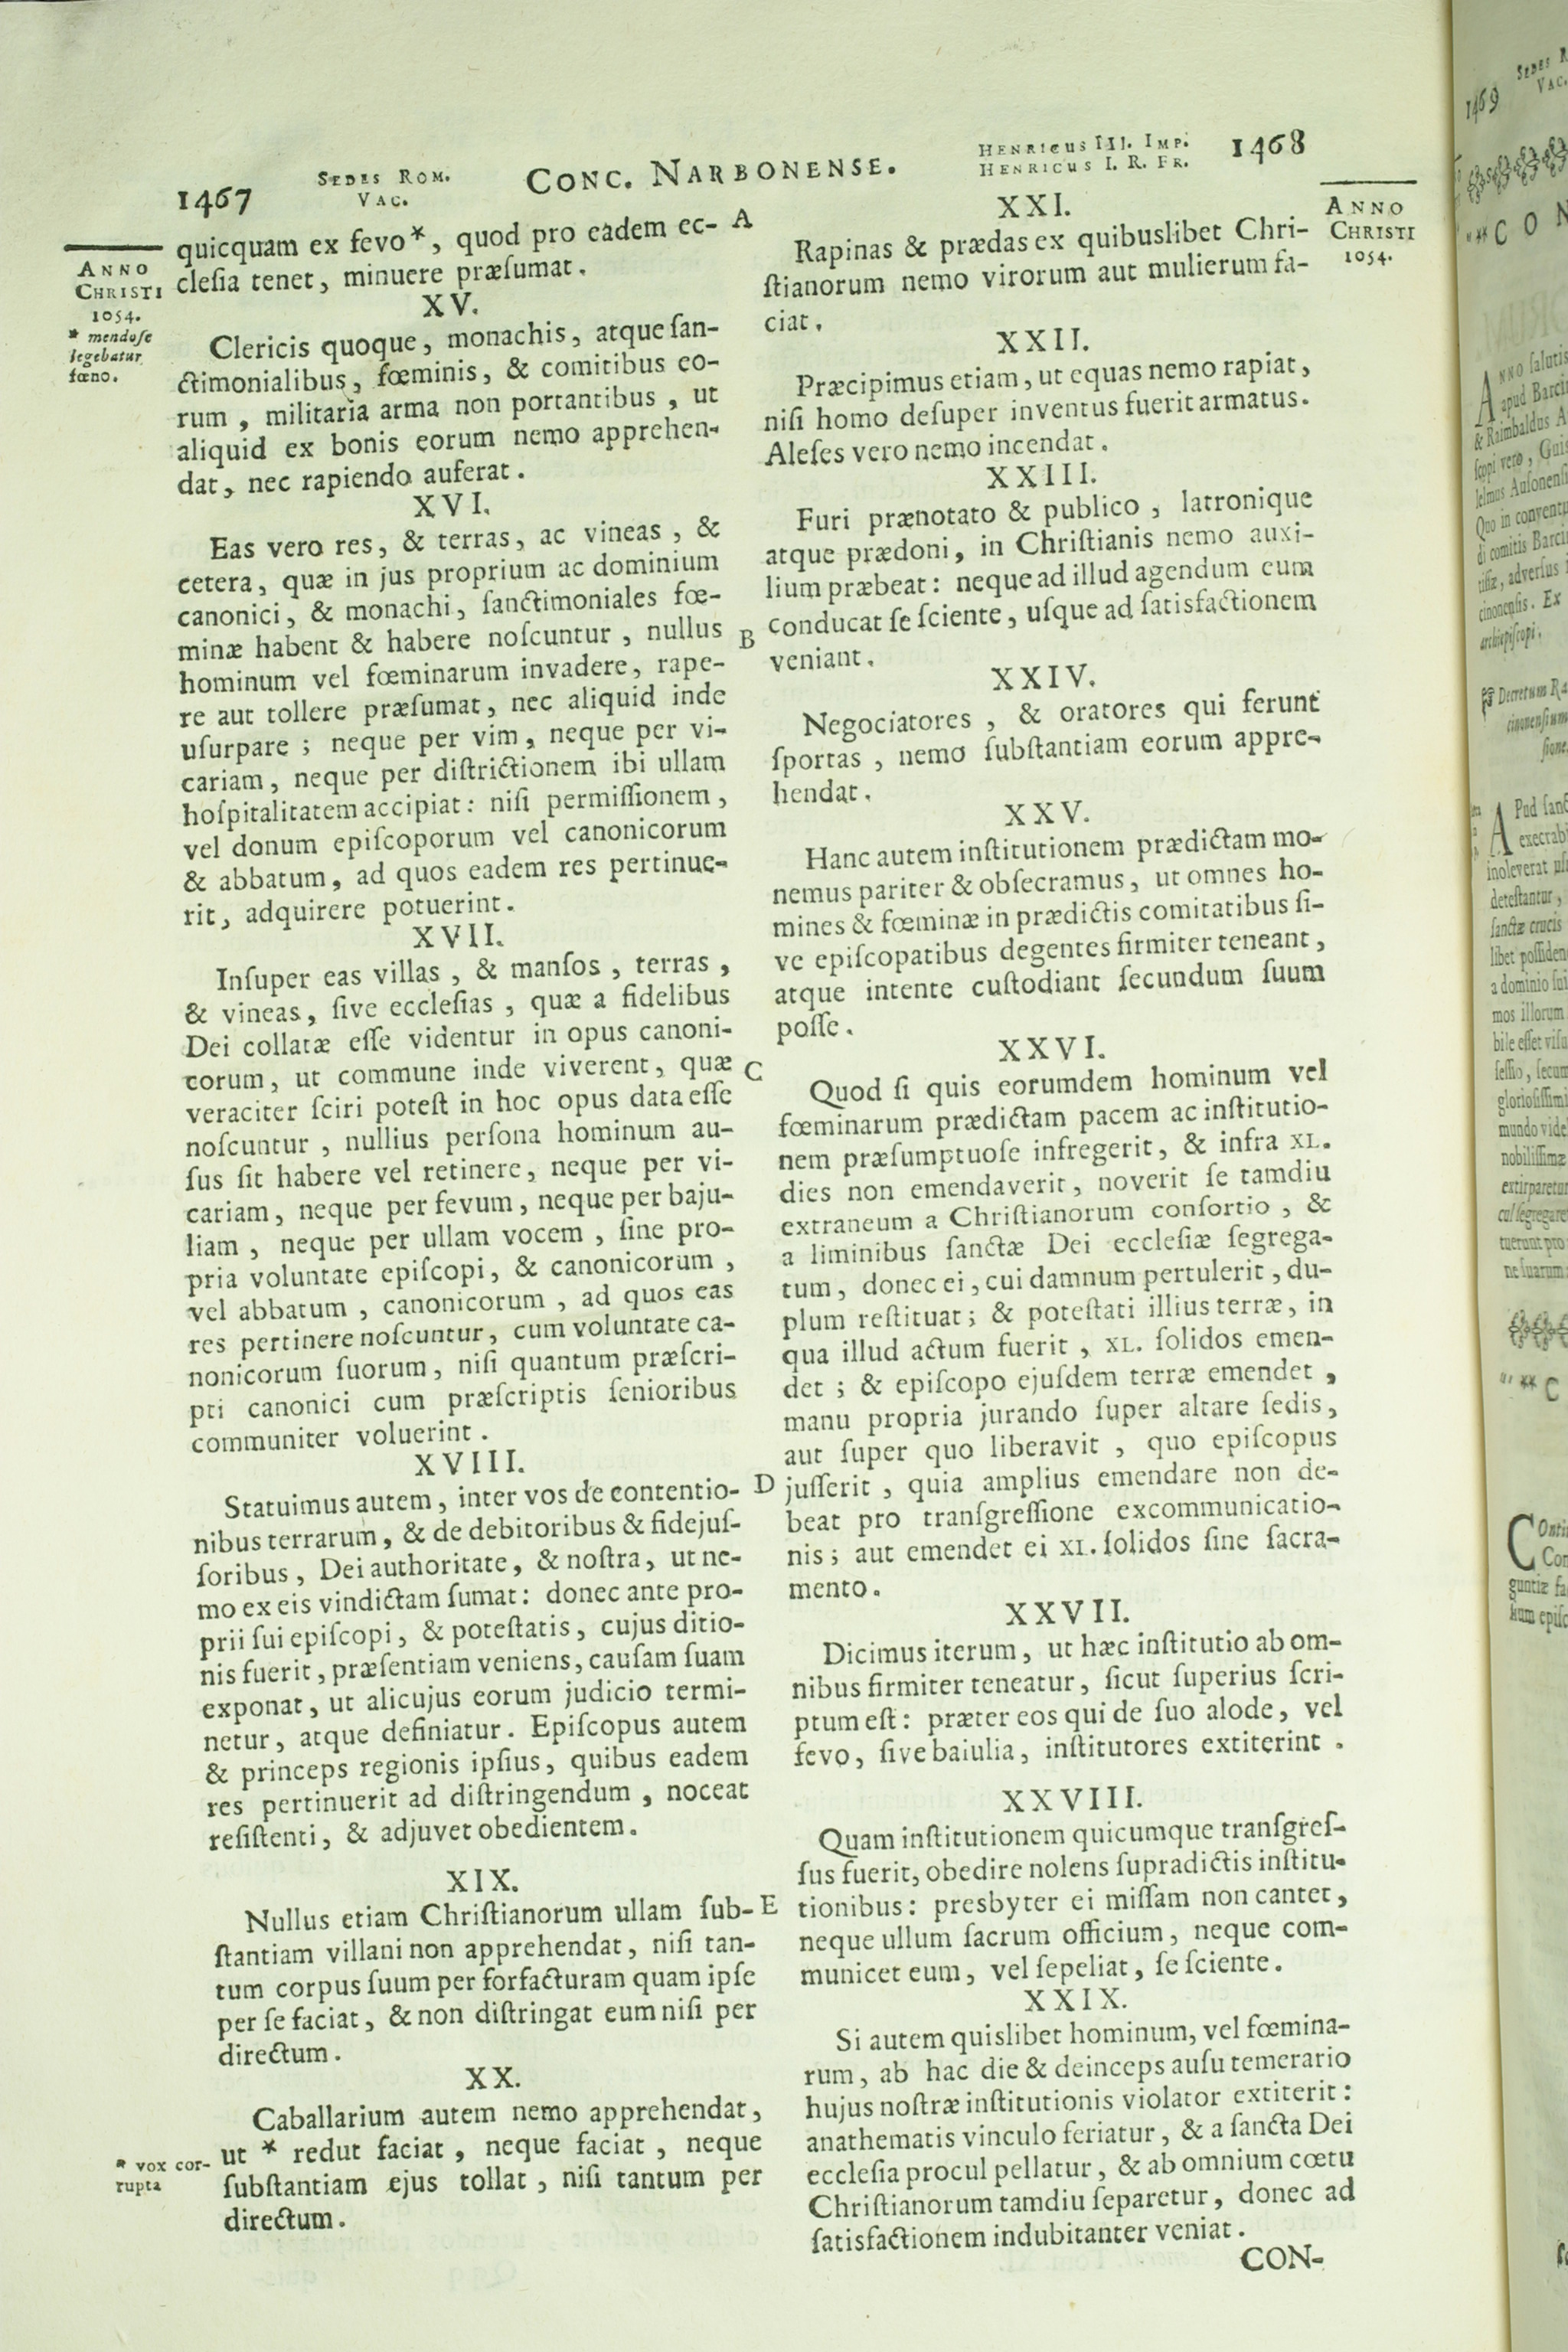 1467
SEDES ROM.
VAC.
CONC. NARBONENSE.
HENRICUS III. IMP.
HENRICUS I. R. FR.
1468
ANNO
CHRISTI
1054.
* mendoſe
legebatur
fœno.
quicquam ex fevo*, quod pro eadem ec-
cleſia tenet, minuere præſumat.
XV.
Clericis quoque, monachis, atque ſan-
ctimonialibus, fœminis, & comitibus eo-
rum, militaria arma non portantibus, ut
aliquid ex bonis eorum nemo apprehen-
dat, nec rapiendo auferat.
XVI.
Eas vero res, & terras, ac vineas, &
cetera, quæ in jus proprium ac dominium
canonici, & monachi, ſanctimoniales fœ-
minæ habent & habere noſcuntur, nullus
hominum vel fœminarum invadere, rape-
re aut tollere præſumat, nec aliquid inde
uſurpare; neque per vim, neque per vi-
cariam, neque per diſtrictionem ibi ullam
hoſpitalitatem accipiat: niſi permiſſionem,
vel donum epiſcoporum vel canonicorum
& abbatum, ad quos eadem res pertinue-
rit, adquirere potuerint.
XVII.
Inſuper eas villas, & manſos, terras,
& vineas, ſive eccleſias, quæ a fidelibus
Dei collatæ eſſe videntur in opus canoni-
corum, ut commune inde viverent, quæ
veraciter ſciri poteſt in hoc opus data eſſe
noſcuntur, nullius perſona hominum au-
ſus ſit habere vel retinere, neque per vi-
cariam, neque per fevum, neque per baju-
liam, neque per ullam vocem, ſine pro-
pria voluntate epiſcopi, & canonicorum,
vel abbatum, canonicorum, ad quos eas
res pertinere noſcuntur, cum voluntate ca-
nonicorum ſuorum, niſi quantum præſcri-
pti canonici cum præſcriptis ſenioribus
communiter voluerint.
XVIII.
Statuimus autem, inter vos de contentio-
nibus terrarum, & de debitoribus & fidejuſ-
ſoribus, Dei authoritate, & noſtra, ut ne-
mo ex eis vindictam ſumat: donec ante pro-
prii ſui epiſcopi, & poteſtatis, cujus ditio-
nis fuerit, præſentiam veniens, cauſam ſuam
exponat, ut alicujus eorum judicio termi-
netur, atque definiatur. Epiſcopus autem
& princeps regionis ipſius, quibus eadem
res pertinuerit ad diſtringendum, noceat
reſiſtenti, & adjuvet obedientem.
XIX.
Nullus etiam Chriſtianorum ullam ſub-
ſtantiam villani non apprehendat, niſi tan-
tum corpus ſuum per forfacturam quam ipſe
per ſe faciat, & non diſtringat eum niſi per
directum.
XX.
Caballarium autem nemo apprehendat,
ut * redut faciat, neque faciat, neque
ſubſtantiam ejus tollat, niſi tantum per
directum.
* vox cor-
rupta
A
B
C
D
E
XXI.
Rapinas & prædas ex quibuslibet Chri-
ſtianorum nemo virorum aut mulierum fa-
ciat.
XXII.
Præcipimus etiam, ut equas nemo rapiat,
niſi homo deſuper inventus fuerit armatus.
Aleſes vero nemo incendat.
XXIII.
Furi prænotato & publico, latronique
atque prædoni, in Chriſtianis nemo auxi-
lium præbeat: neque ad illud agendum eum
conducat ſe ſciente, uſque ad ſatisfactionem
veniant.
XXIV.
Negociatores, & oratores qui ferunt
ſportas, nemo ſubſtantiam eorum appre-
hendat.
XXV.
Hanc autem inſtitutionem prædictam mo-
nemus pariter & obſecramus, ut omnes ho-
mines & fœminæ in prædictis comitatibus ſi-
ve epiſcopatibus degentes firmiter teneant,
atque intente cuſtodiant ſecundum ſuum
poſſe.
XXVI.
Quod ſi quis eorumdem hominum vel
fœminarum prædictam pacem ac inſtitutio-
nem præſumptuoſe infregerit, & infra XL.
dies non emendaverit, noverit ſe tamdiu
extraneum a Chriſtianorum conſortio, &
a liminibus ſanctæ Dei eccleſiæ ſegrega-
tum, donec ei, cui damnum pertulerit, du-
plum reſtituat; & poteſtati illius terræ, in
qua illud actum fuerit, XL. ſolidos emen-
det; & epiſcopo ejuſdem terræ emendet,
manu propria jurando ſuper altare ſedis,
aut ſuper quo liberavit, quo epiſcopus
juſſerit, quia amplius emendare non de-
beat pro tranſgreſſione excommunicatio-
nis; aut emendet ei XL. ſolidos ſine ſacra-
mento.
XXVII.
Dicimus iterum, ut hæc inſtitutio ab om-
nibus firmiter teneatur, ſicut ſuperius ſcri-
ptum eſt: præter eos qui de ſuo alode, vel
fevo, ſive baiulia, inſtitutores extiterint.
XXVIII.
Quam inſtitutionem quicumque tranſgreſ-
ſus fuerit, obedire nolens ſupradictis inſtitu-
tionibus: presbyter ei miſſam non cantet,
neque ullum ſacrum officium, neque com-
municet eum, vel ſepeliat, ſe ſciente.
XXIX.
Si autem quislibet hominum, vel fœmina-
rum, ab hac die & deinceps auſu temerario
hujus noſtræ inſtitutionis violator extiterit:
anathematis vinculo feriatur, & a ſancta Dei
eccleſia procul pellatur, & ab omnium cœtu
Chriſtianorum tamdiu ſeparetur, donec ad
ſatisfactionem indubitanter veniat.
CON-
ANNO
CHRISTI
1054.
1469